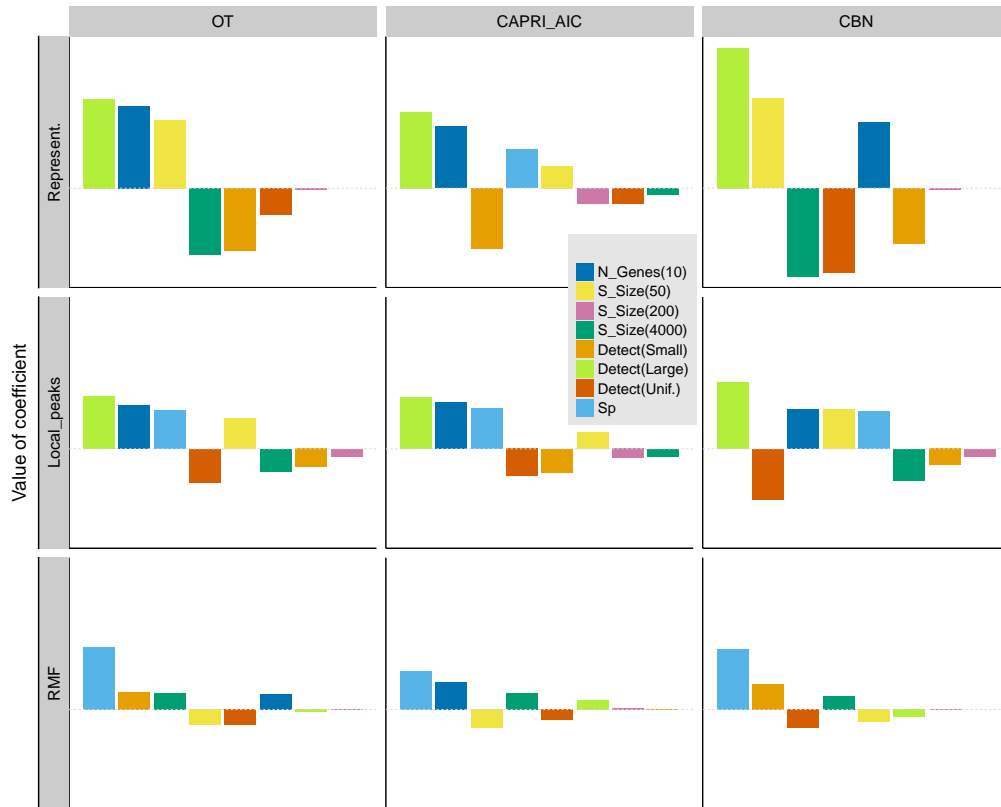 OT
CAPRI_AIC
CBN
Value of coefficient
Represent.
Local_peaks
RMF
N_Genes(10)
S_Size(50)
S_Size(200)
S_Size(4000)
Detect(Small)
Detect(Large)
Detect(Unif.)
Sp